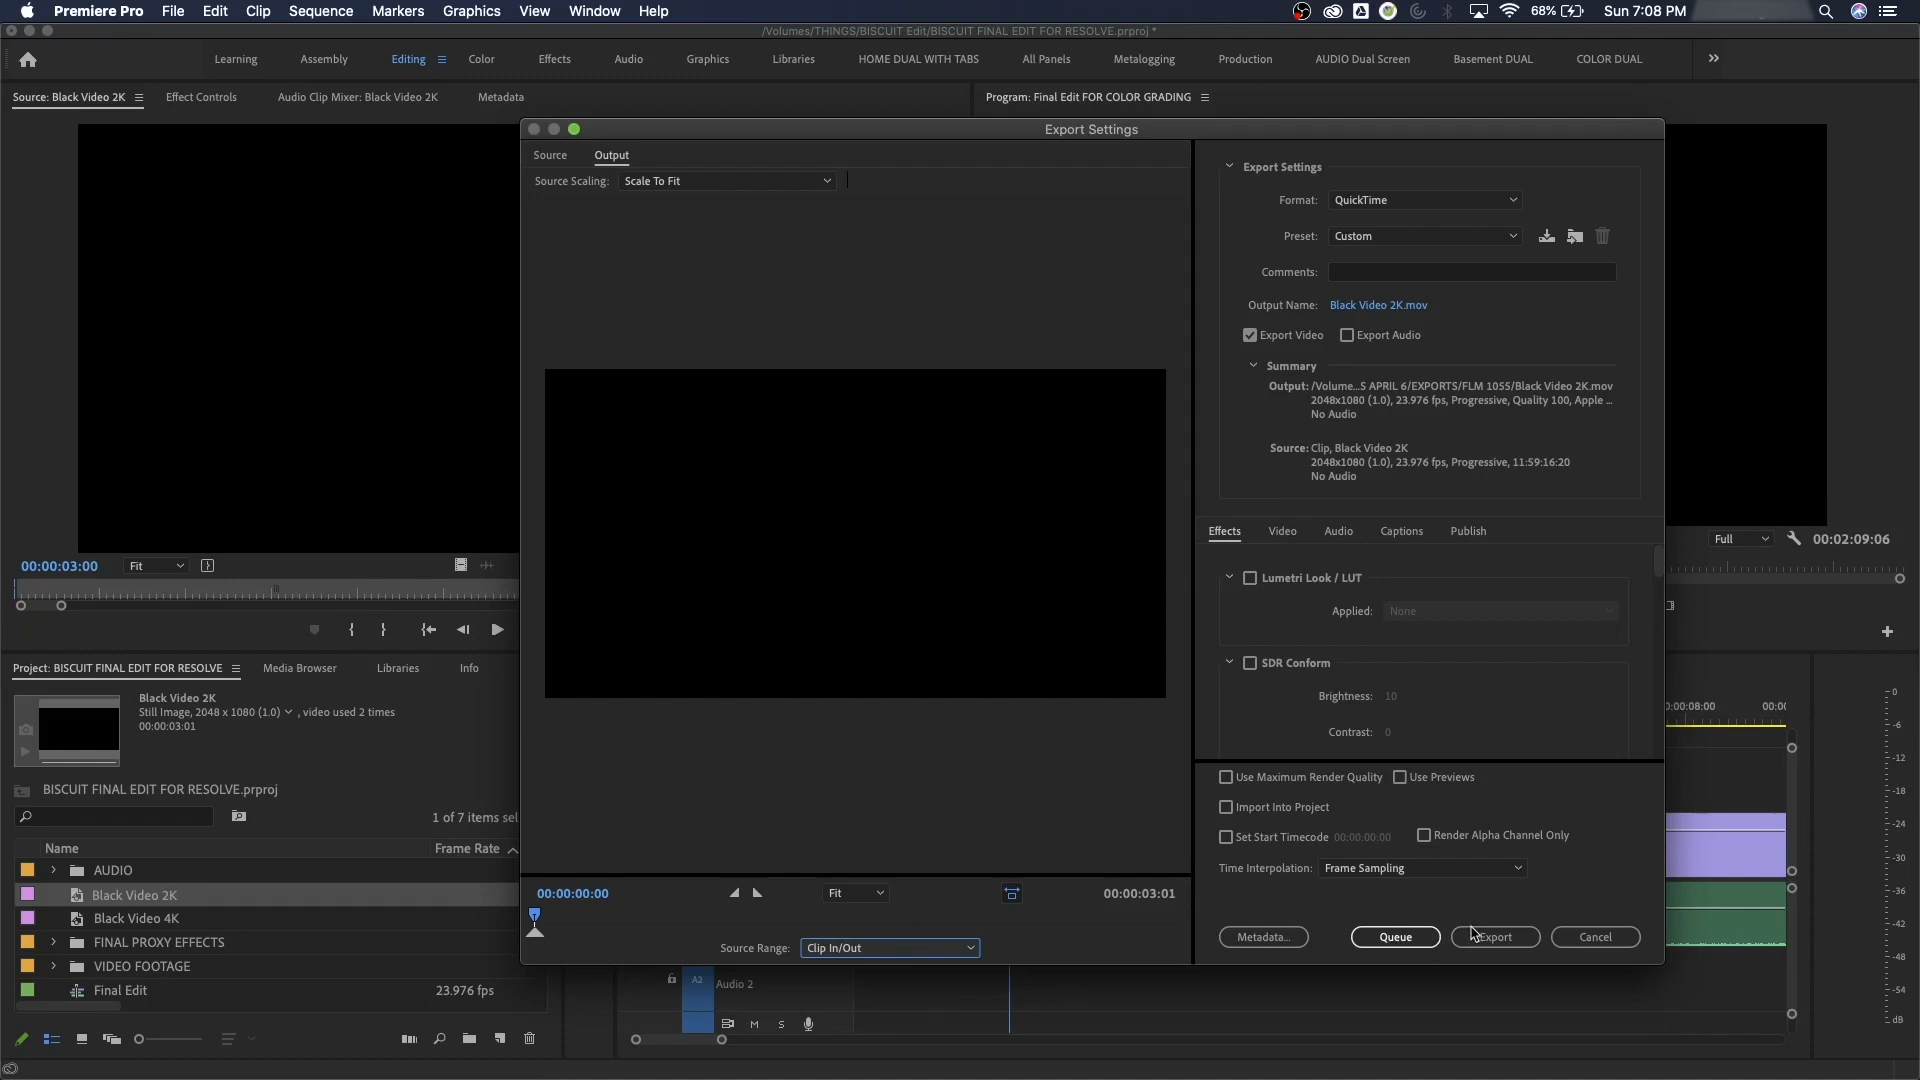 Premiere Pro File Edit Clip Sequence Markers Graphics View Window Help 68% Sun 7:08 PM
/Volumes/THINGS/BISCUIT Edit/BISCUIT FINAL EDIT FOR RESOLVE.prproj *
Learning Assembly Editing Effects Color Audio Graphics Libraries HOME DUAL WITH TABS All Panels Metalogging Production AUDIO Dual Screen Basement DUAL COLOR DUAL
Source: Black Video 2K Effect Controls Audio Clip Mixer: Black Video 2K Metadata
Program: Final Edit FOR COLOR GRADING
Export Settings
Source Output
Source Scaling: Scale To Fit
Export Settings
Format: QuickTime
Preset: Custom
Comments:
Output Name: Black Video 2K.mov
Export Video Export Audio
Summary
Output: /Volume...S APRIL 6/EXPORTS/FLM 1055/Black Video 2K.mov
2048x1080 (1.0), 23.976 fps, Progressive, Quality 100, Apple ...
No Audio
Source: Clip, Black Video 2K
2048x1080 (1.0), 23.976 fps, Progressive, 11:59:16:20
No Audio
Effects Video Audio Captions Publish
Lumetri Look / LUT
Applied: None
SDR Conform
Brightness: 10
Contrast: 0
Use Maximum Render Quality Use Previews
Import Into Project
Set Start Timecode 00:00:00:00 Render Alpha Channel Only
Time Interpolation: Frame Sampling
Metadata... Queue Export Cancel
00:00:00:00 Fit 00:00:03:01
Source Range: Clip In/Out
00:00:03:00 Fit
Full 00:02:09:06
Project: BISCUIT FINAL EDIT FOR RESOLVE Media Browser Libraries Info
Black Video 2K
Still Image, 2048 x 1080 (1.0) , video used 2 times
00:00:03:01
BISCUIT FINAL EDIT FOR RESOLVE.prproj
1 of 7 items sel
Name Frame Rate
AUDIO
Black Video 2K
Black Video 4K
FINAL PROXY EFFECTS
VIDEO FOOTAGE
Final Edit 23.976 fps
A2 Audio 2
M S
0:00:08:00 00:00
0
-6
-12
-18
-24
-30
-36
-42
-48
-54
dB